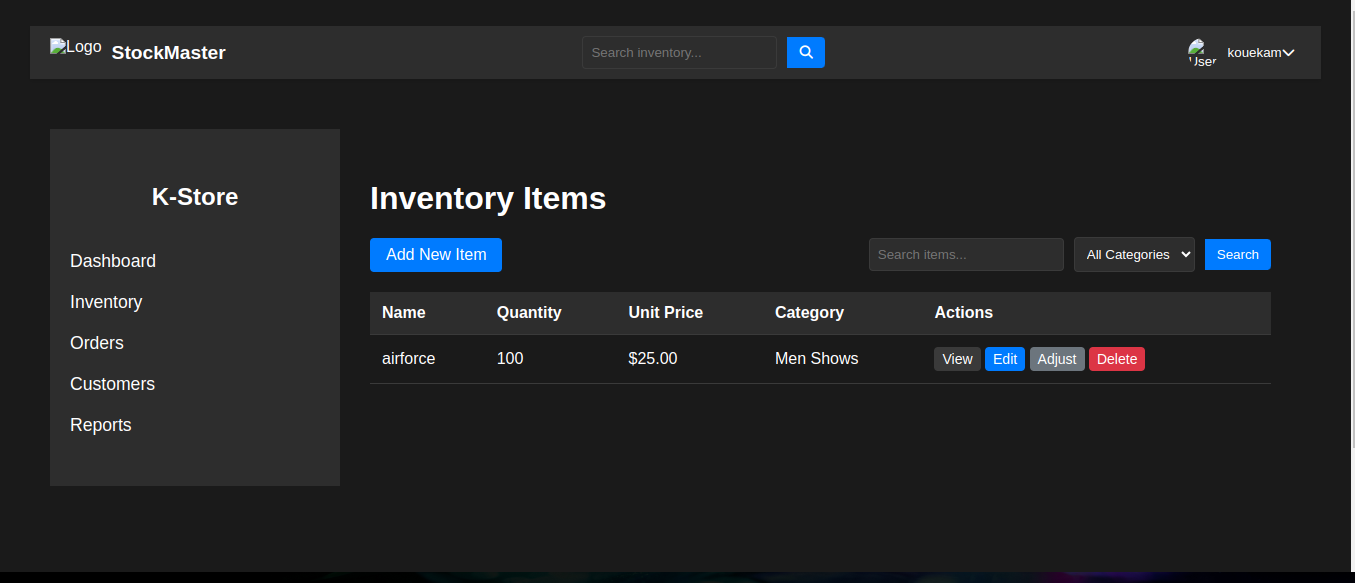 Logo StockMaster Search inventory... User kouekam
K-Store
Dashboard
Inventory
Orders
Customers
Reports
Inventory Items
Add New Item Search items... All Categories Search
Name Quantity Unit Price Category Actions
airforce 100 $25.00 Men Shows View Edit Adjust Delete